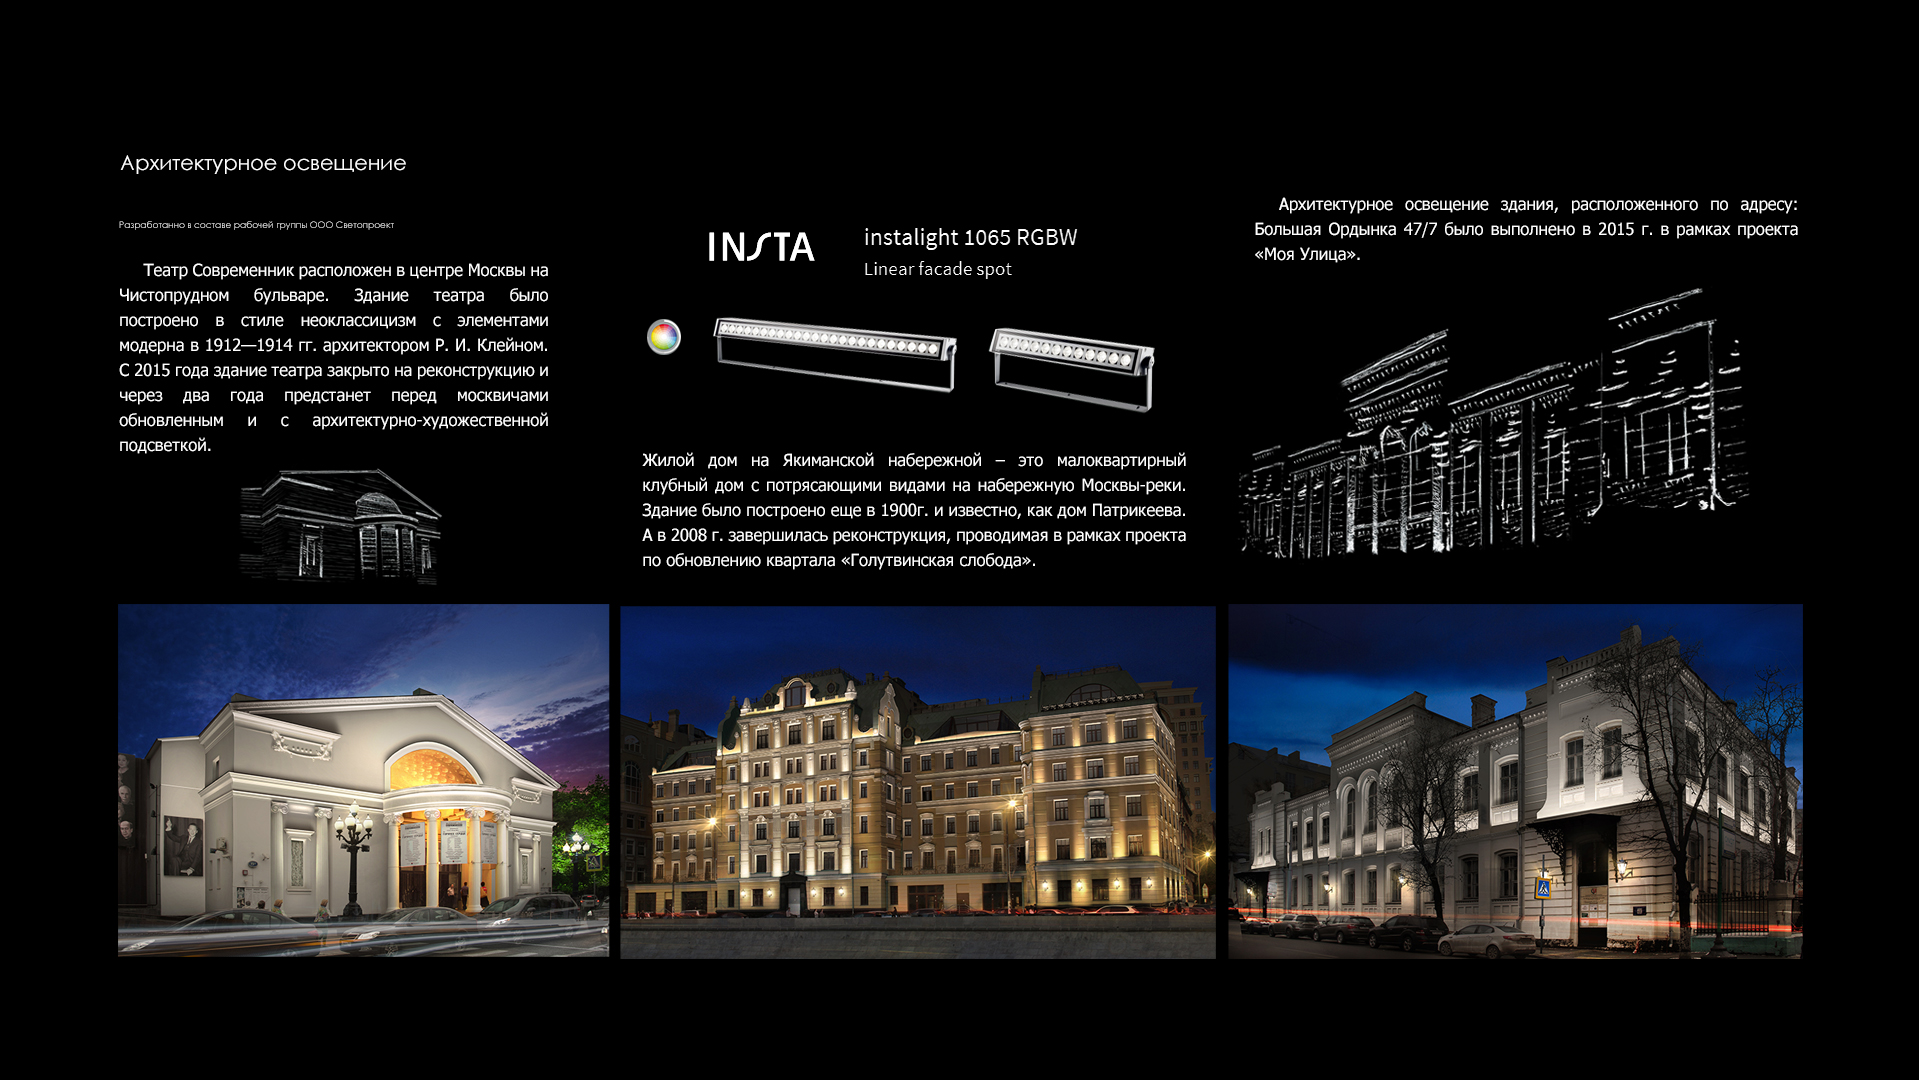 Архитектурное освещение
Разработанно в составе рабочей группы ООО Светопроект
Театр Современник расположен в центре Москвы на
Чистопрудном бульваре. Здание театра было
построено в стиле неоклассицизм с элементами
модерна в 1912—1914 гг. архитектором Р. И. Клейном.
С 2015 года здание театра закрыто на реконструкцию и
через два года предстанет перед москвичами
обновленным и с архитектурно-художественной
подсветкой.
INSTA
instalight 1065 RGBW
Linear facade spot
Жилой дом на Якиманской набережной – это малоквартирный
клубный дом с потрясающими видами на набережную Москвы-реки.
Здание было построено еще в 1900г. и известно, как дом Патрикеева.
А в 2008 г. завершилась реконструкция, проводимая в рамках проекта
по обновлению квартала «Голутвинская слобода».
Архитектурное освещение здания, расположенного по адресу:
Большая Ордынка 47/7 было выполнено в 2015 г. в рамках проекта
«Моя Улица».